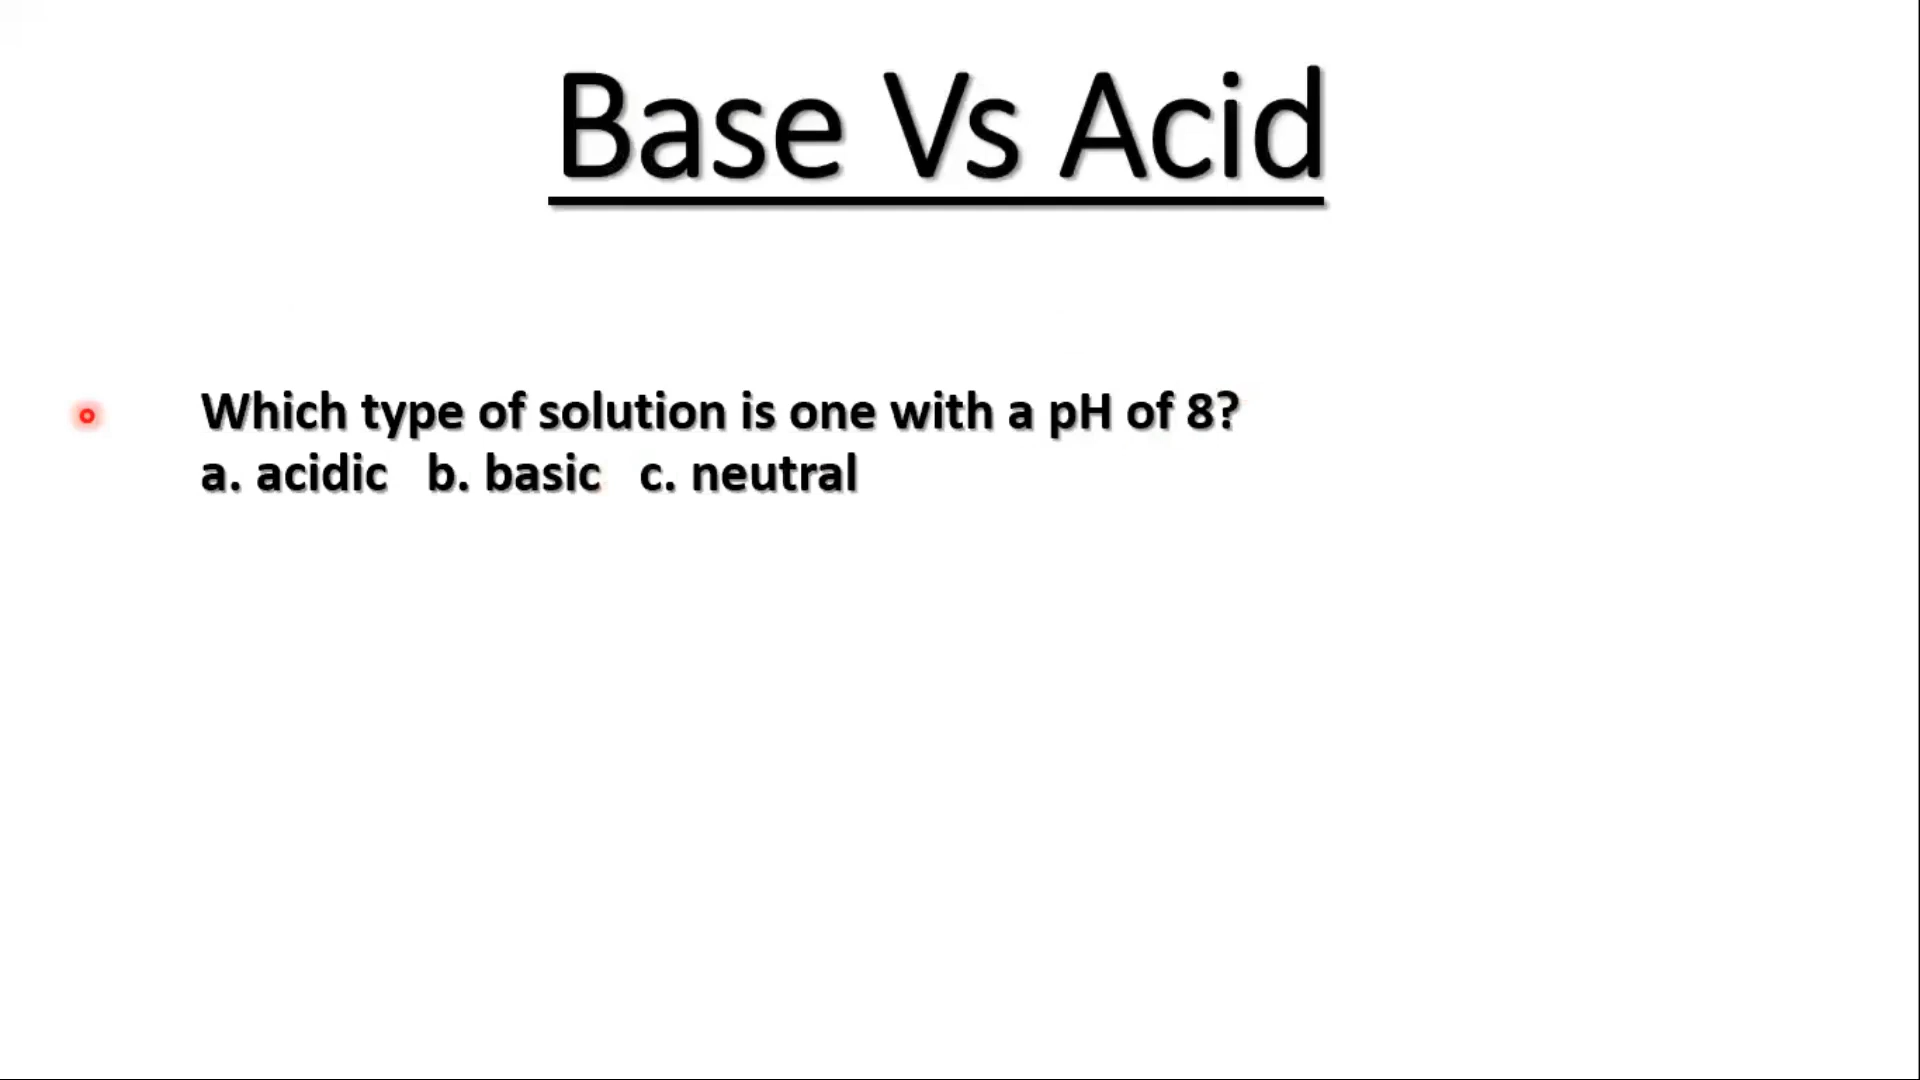 Base Vs Acid
Which type of solution is one with a pH of 8?
a. acidic b. basic c. neutral